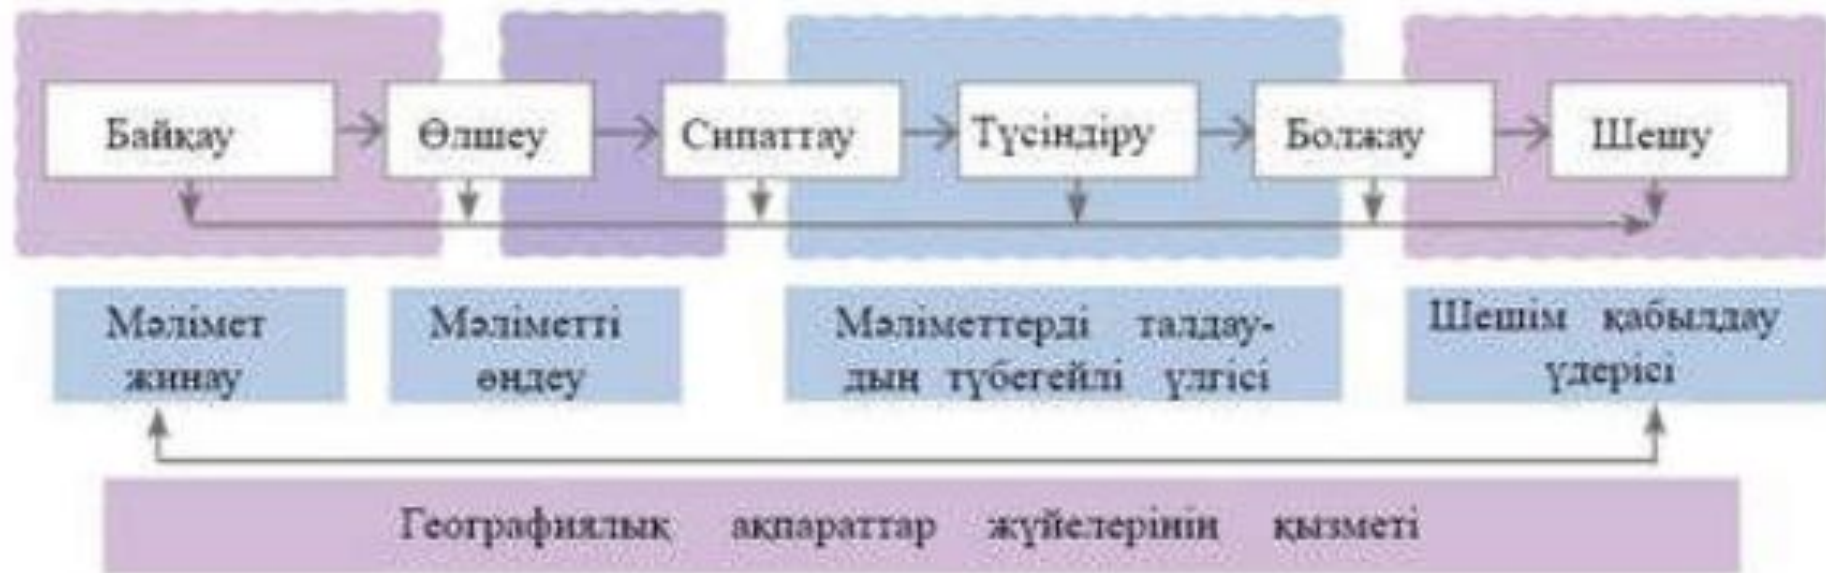 Байқау
Өлшеу
Сипаттау
Түсіндіру
Болжау
Шешу
Мәлімет
жинау
Мәліметті
өңдеу
Мәліметтерді талдау-
дың түбегейлі үлгісі
Шешім қабылдау
үдерісі
Географиялық ақпараттар жүйелерінің қызметі